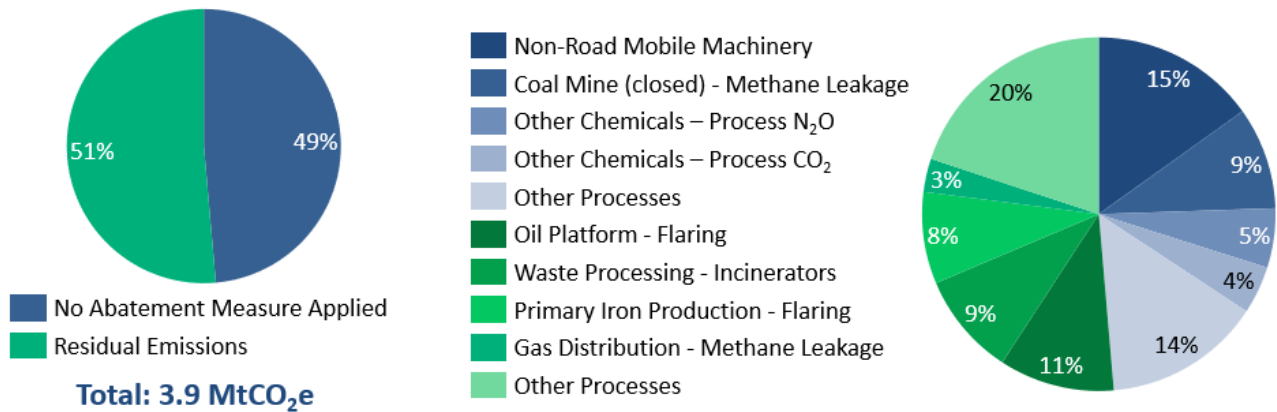 51%
49%
No Abatement Measure Applied
Residual Emissions
Total: 3.9 MtCO₂e
Non-Road Mobile Machinery
Coal Mine (closed) - Methane Leakage
Other Chemicals – Process N₂O
Other Chemicals – Process CO₂
Other Processes
Oil Platform - Flaring
Waste Processing - Incinerators
Primary Iron Production - Flaring
Gas Distribution - Methane Leakage
Other Processes
15%
9%
5%
4%
14%
11%
9%
8%
3%
20%